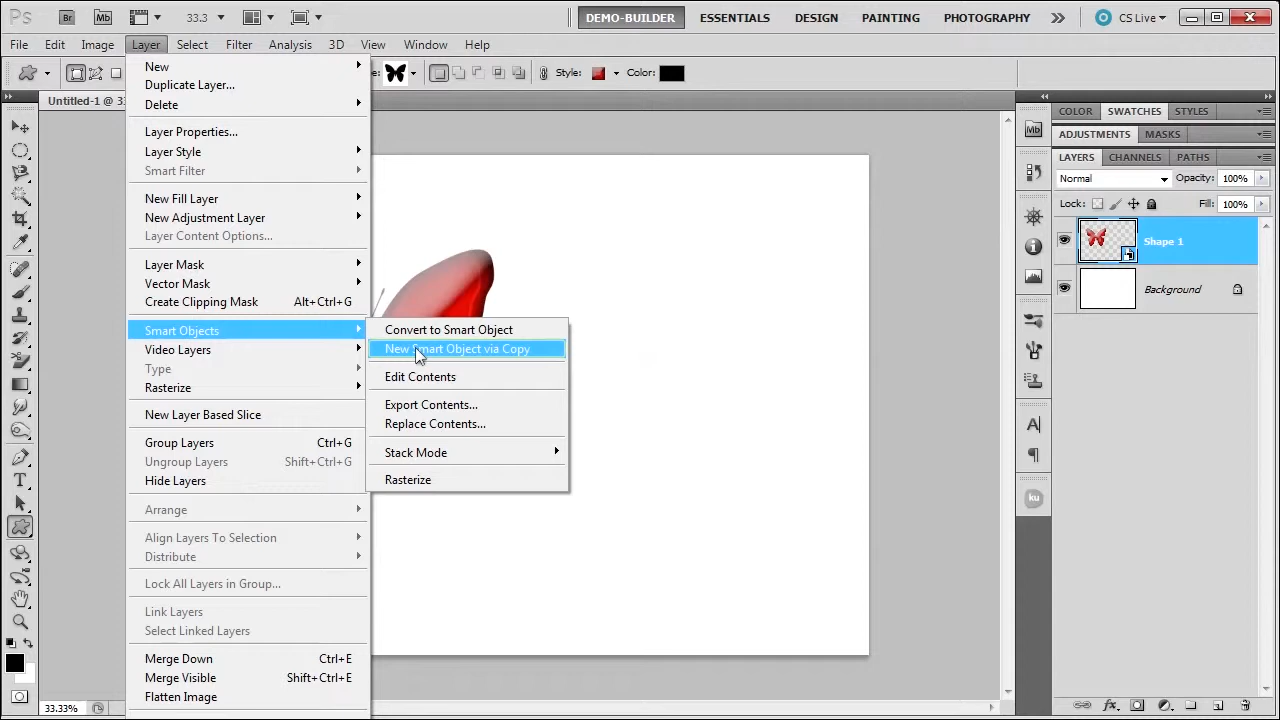 Ps Br Mb 33.3 DEMO-BUILDER ESSENTIALS DESIGN PAINTING PHOTOGRAPHY CS Live
File Edit Image Layer Select Filter Analysis 3D View Window Help
Style: Color:
Untitled-1 @ 33
New
Duplicate Layer...
Delete
Layer Properties...
Layer Style
Smart Filter
New Fill Layer
New Adjustment Layer
Layer Content Options...
Layer Mask
Vector Mask
Create Clipping Mask Alt+Ctrl+G
Smart Objects
Video Layers
Type
Rasterize
New Layer Based Slice
Group Layers Ctrl+G
Ungroup Layers Shift+Ctrl+G
Hide Layers
Arrange
Align Layers To Selection
Distribute
Lock All Layers in Group...
Link Layers
Select Linked Layers
Merge Down Ctrl+E
Merge Visible Shift+Ctrl+E
Flatten Image
Convert to Smart Object
New Smart Object via Copy
Edit Contents
Export Contents...
Replace Contents...
Stack Mode
Rasterize
COLOR SWATCHES STYLES
ADJUSTMENTS MASKS
LAYERS CHANNELS PATHS
Normal Opacity: 100%
Lock: Fill: 100%
Shape 1
Background
Mb
A
ku
T
fx
33.33%